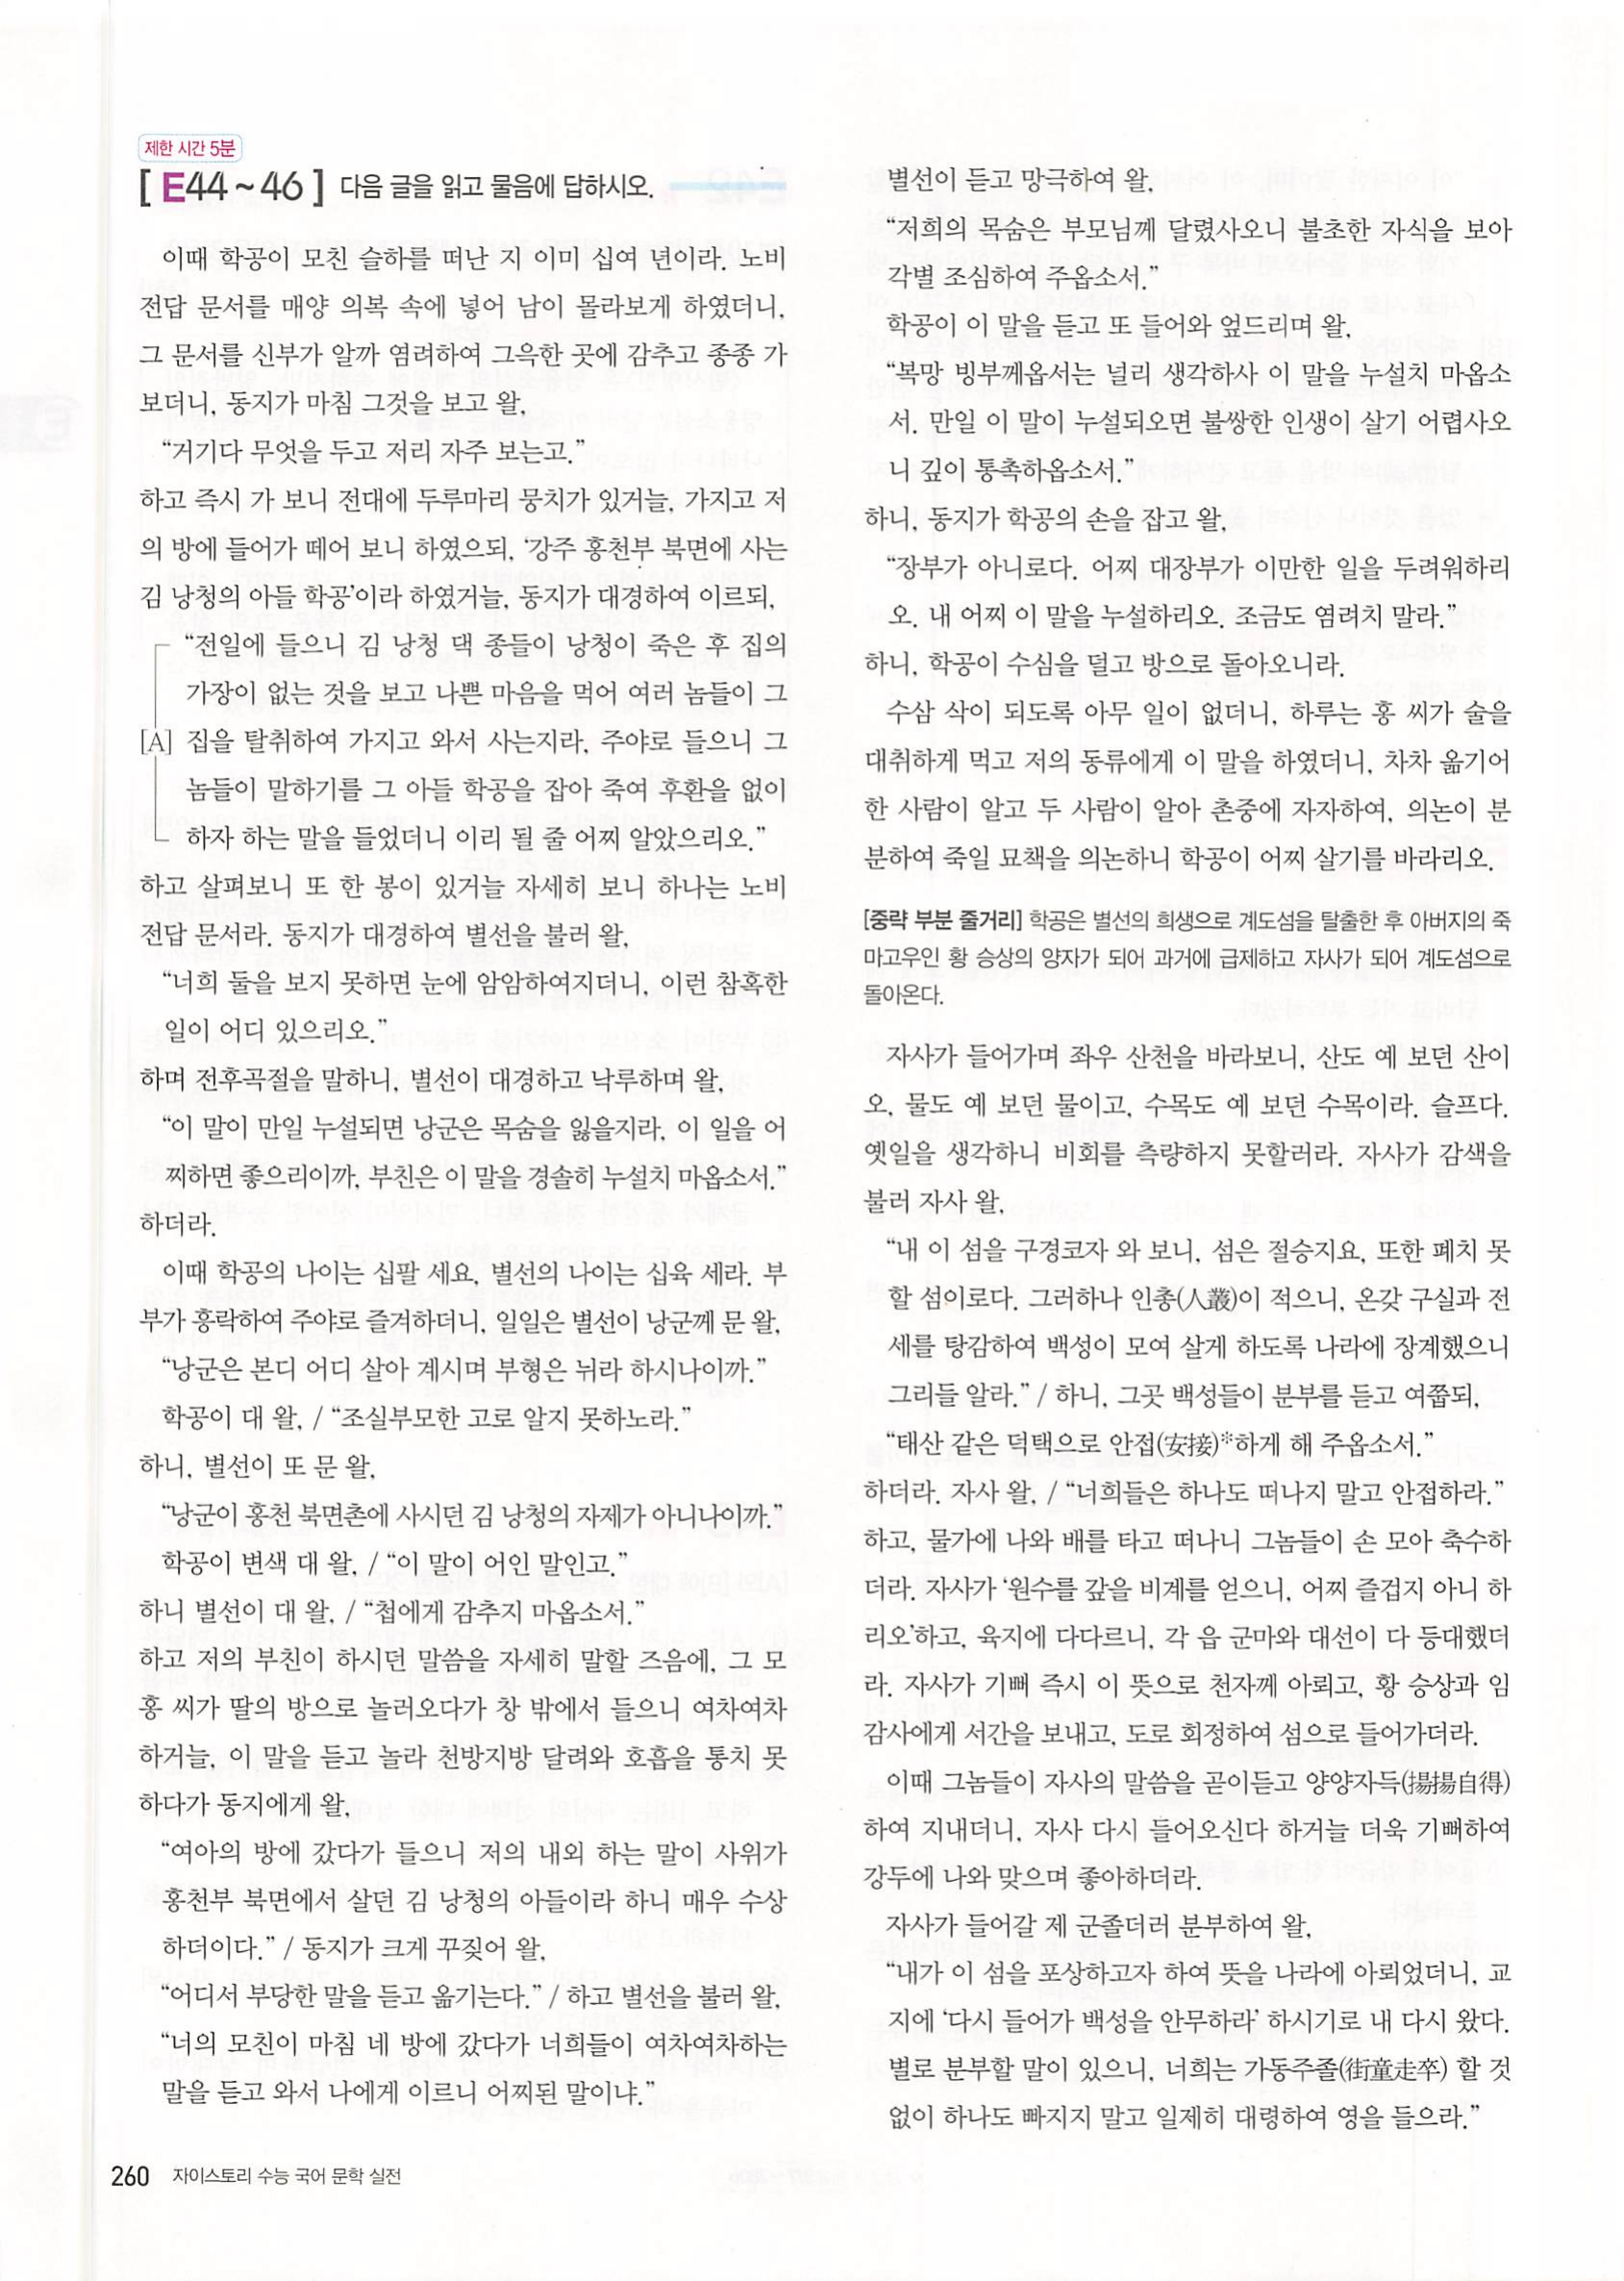 제한 시간 5분
[ E44 ~ 46 ] 다음 글을 읽고 물음에 답하시오.
이때 학공이 모친 슬하를 떠난 지 이미 십여 년이라. 노비
전답 문서를 매양 의복 속에 넣어 남이 몰라보게 하였더니,
그 문서를 신부가 알까 염려하여 그윽한 곳에 감추고 종종 가
보더니, 동지가 마침 그것을 보고 왈,
“거기다 무엇을 두고 저리 자주 보는고.”
하고 즉시 가 보니 전대에 두루마리 뭉치가 있거늘, 가지고 저
의 방에 들어가 떼어 보니 하였으되, ‘강주 홍천부 북면에 사는
김 낭청의 아들 학공’이라 하였거늘, 동지가 대경하여 이르되,
“전일에 들으니 김 낭청 댁 종들이 낭청이 죽은 후 집의
가장이 없는 것을 보고 나쁜 마음을 먹어 여러 놈들이 그
[A] 집을 탈취하여 가지고 와서 사는지라, 주야로 들으니 그
놈들이 말하기를 그 아들 학공을 잡아 죽여 후환을 없이
하자 하는 말을 들었더니 이리 될 줄 어찌 알았으리오.”
하고 살펴보니 또 한 봉이 있거늘 자세히 보니 하나는 노비
전답 문서라. 동지가 대경하여 별선을 불러 왈,
“너희 둘을 보지 못하면 눈에 암암하여지더니, 이런 참혹한
일이 어디 있으리오.”
하며 전후곡절을 말하니, 별선이 대경하고 낙루하며 왈,
“이 말이 만일 누설되면 낭군은 목숨을 잃을지라, 이 일을 어
찌하면 좋으리이까. 부친은 이 말을 경솔히 누설치 마옵소서.”
하더라.
이때 학공의 나이는 십팔 세요, 별선의 나이는 십육 세라. 부
부가 흥락하여 주야로 즐겨하더니, 일일은 별선이 낭군께 문 왈,
“낭군은 본디 어디 살아 계시며 부형은 뉘라 하시나이까.”
학공이 대 왈, / “조실부모한 고로 알지 못하노라.”
하니, 별선이 또 문 왈,
“낭군이 홍천 북면촌에 사시던 김 낭청의 자제가 아니나이까.”
학공이 변색 대 왈, / “이 말이 어인 말인고.”
하니 별선이 대 왈, / “첩에게 감추지 마옵소서.”
하고 저의 부친이 하시던 말씀을 자세히 말할 즈음에, 그 모
홍 씨가 딸의 방으로 놀러오다가 창 밖에서 들으니 여차여차
하거늘, 이 말을 듣고 놀라 천방지방 달려와 호흡을 통치 못
하다가 동지에게 왈,
“여아의 방에 갔다가 들으니 저의 내외 하는 말이 사위가
홍천부 북면에서 살던 김 낭청의 아들이라 하니 매우 수상
하더이다.” / 동지가 크게 꾸짖어 왈,
“어디서 부당한 말을 듣고 옮기는다.” / 하고 별선을 불러 왈,
“너의 모친이 마침 네 방에 갔다가 너희들이 여차여차하는
말을 듣고 와서 나에게 이르니 어찌된 말이냐.”
260 자이스토리 수능 국어 문학 실전
별선이 듣고 망극하여 왈,
“저희의 목숨은 부모님께 달렸사오니 불초한 자식을 보아
각별 조심하여 주옵소서.”
학공이 이 말을 듣고 또 들어와 엎드리며 왈,
“복망 빙부께옵서는 널리 생각하사 이 말을 누설치 마옵소
서. 만일 이 말이 누설되오면 불쌍한 인생이 살기 어렵사오
니 깊이 통촉하옵소서.”
하니, 동지가 학공의 손을 잡고 왈,
“장부가 아니로다. 어찌 대장부가 이만한 일을 두려워하리
오. 내 어찌 이 말을 누설하리오. 조금도 염려치 말라.”
하니, 학공이 수심을 덜고 방으로 돌아오니라.
수삼 삭이 되도록 아무 일이 없더니, 하루는 홍 씨가 술을
대취하게 먹고 저의 동류에게 이 말을 하였더니, 차차 옮기어
한 사람이 알고 두 사람이 알아 촌중에 자자하여, 의논이 분
분하여 죽일 묘책을 의논하니 학공이 어찌 살기를 바라리오.
[중략 부분 줄거리] 학공은 별선의 희생으로 계도섬을 탈출한 후 아버지의 죽
마고우인 황 승상의 양자가 되어 과거에 급제하고 자사가 되어 계도섬으로
돌아온다.
자사가 들어가며 좌우 산천을 바라보니, 산도 예 보던 산이
오, 물도 예 보던 물이고, 수목도 예 보던 수목이라. 슬프다.
옛일을 생각하니 비회를 측량하지 못할러라. 자사가 감색을
불러 자사 왈,
“내 이 섬을 구경코자 와 보니, 섬은 절승지요, 또한 폐치 못
할 섬이로다. 그러하나 인총(人叢)이 적으니, 온갖 구실과 전
세를 탕감하여 백성이 모여 살게 하도록 나라에 장계했으니
그리들 알라.” / 하니, 그곳 백성들이 분부를 듣고 여쭙되,
“태산 같은 덕택으로 안접(安接)*하게 해 주옵소서.”
하더라. 자사 왈, / “너희들은 하나도 떠나지 말고 안접하라.”
하고, 물가에 나와 배를 타고 떠나니 그놈들이 손 모아 축수하
더라. 자사가 ‘원수를 갚을 비계를 얻으니, 어찌 즐겁지 아니 하
리오’하고, 육지에 다다르니, 각 읍 군마와 대선이 다 등대했더
라. 자사가 기뻐 즉시 이 뜻으로 천자께 아뢰고, 황 승상과 임
감사에게 서간을 보내고, 도로 회정하여 섬으로 들어가더라.
이때 그놈들이 자사의 말씀을 곧이듣고 양양자득(揚揚自得)
하여 지내더니, 자사 다시 들어오신다 하거늘 더욱 기뻐하여
강두에 나와 맞으며 좋아하더라.
자사가 들어갈 제 군졸더러 분부하여 왈,
“내가 이 섬을 포상하고자 하여 뜻을 나라에 아뢰었더니, 교
지에 ‘다시 들어가 백성을 안무하라’ 하시기로 내 다시 왔다.
별로 분부할 말이 있으니, 너희는 가동주졸(街童走卒) 할 것
없이 하나도 빠지지 말고 일제히 대령하여 영을 들으라.”